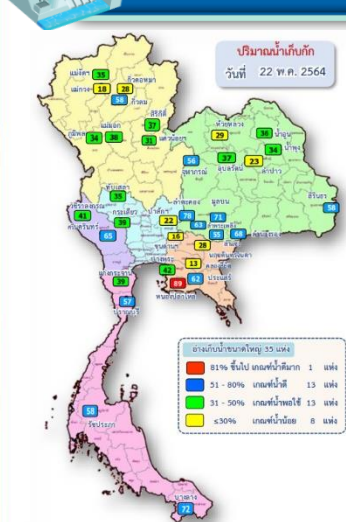 ปริมาณน้ำเก็บกัก
วันที่ 22 พ.ค. 2564
แม่งัดฯ 35
แม่กวงฯ 18
กิ่วคอหมา 28
58 กิ่วลม
สิริกิติ์ 37
ภูมิพล 34
แม่มอก 38
31 แควน้อยฯ
ห้วยหลวง 29
38 น้ำอูน
34 น้ำพุง
37 อุบลรัตน์
23 ลำปาว
56 จุฬาภรณ์
สิรินธร 58
ทับเสลา 35
วชิราลงกรณ 41
กระเสียว 39
ศรีนครินทร์ 65
ป่าสักฯ 22
ลำตะคอง 78
63 ลำพระเพลิง
มูลบน 71
55
68
16 ขุนด่านฯ
28
13 คลองสียัด
บางพระ 42
89 หนองปลาไหล
62 ประแสร์
แก่งกระจาน 39
57 ปราณบุรี
58 รัชชประภา
บางลาง 72
อ่างเก็บน้ำขนาดใหญ่ 35 แห่ง
81% ขึ้นไป เกณฑ์น้ำดีมาก 1 แห่ง
51 - 80% เกณฑ์น้ำดี 13 แห่ง
31 - 50% เกณฑ์น้ำพอใช้ 13 แห่ง
≤30% เกณฑ์น้ำน้อย 8 แห่ง